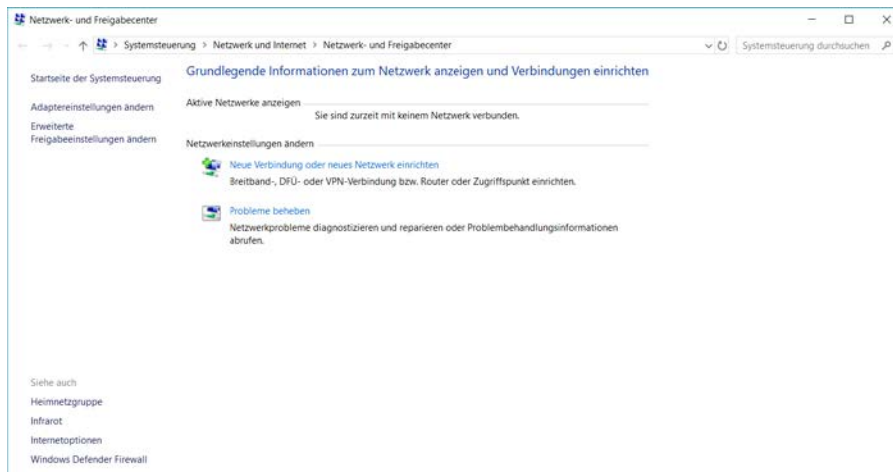 Netzwerk- und Freigabecenter
Systemsteuerung > Netzwerk und Internet > Netzwerk- und Freigabecenter
Systemsteuerung durchsuchen
Startseite der Systemsteuerung
Adaptereinstellungen ändern
Erweiterte
Freigabeeinstellungen ändern
Grundlegende Informationen zum Netzwerk anzeigen und Verbindungen einrichten
Aktive Netzwerke anzeigen
Sie sind zurzeit mit keinem Netzwerk verbunden.
Netzwerkeinstellungen ändern
Neue Verbindung oder neues Netzwerk einrichten
Breitband-, DFÜ- oder VPN-Verbindung bzw. Router oder Zugriffspunkt einrichten.
Probleme beheben
Netzwerkprobleme diagnostizieren und reparieren oder Problembehandlungsinformationen
abrufen.
Siehe auch
Heimnetzgruppe
Infrarot
Internetoptionen
Windows Defender Firewall